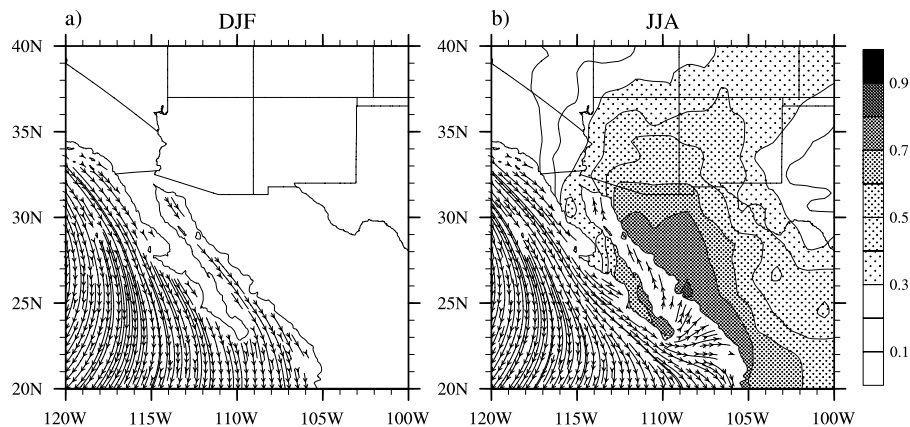 a) DJF b) JJA
40N 40N
35N 35N 0.9
30N 30N 0.7
25N 25N 0.5
20N 20N 0.3
120W 115W 110W 105W 100W 120W 115W 110W 105W 100W 0.1